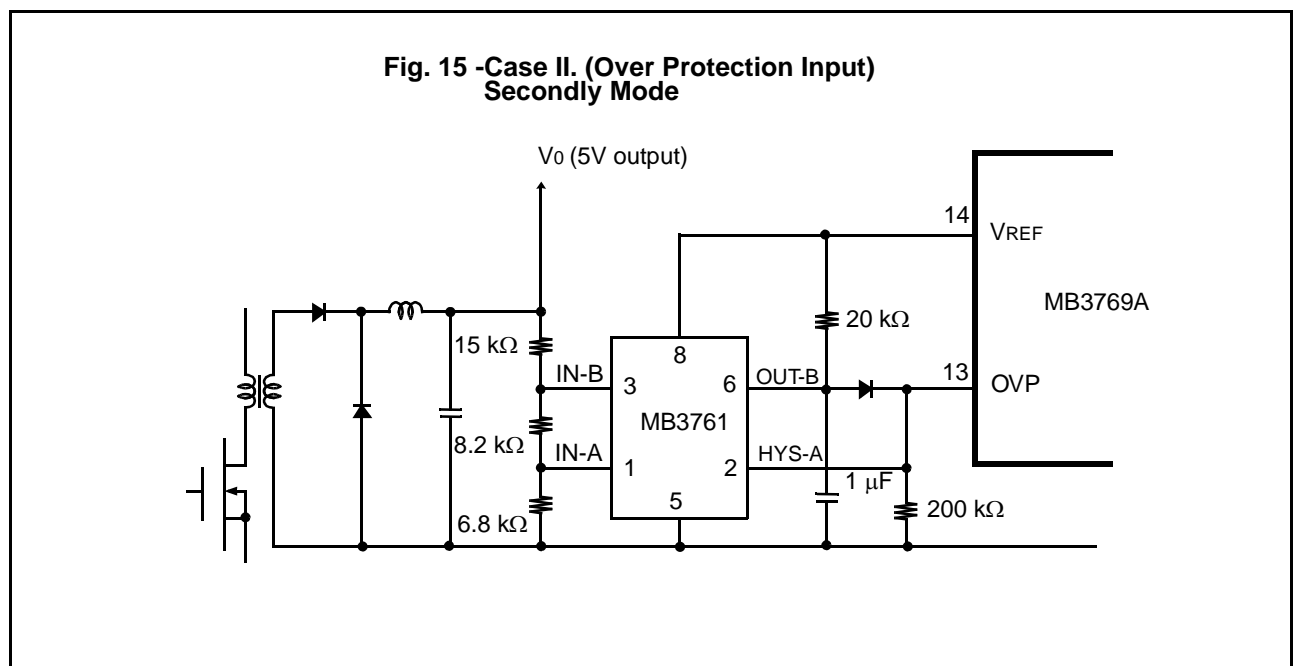 Fig. 15 -Case II. (Over Protection Input)
Secondly Mode
V0 (5V output)
14
VREF
MB3769A
20 kΩ
15 kΩ
8
IN-B
3
6
OUT-B
13
OVP
MB3761
8.2 kΩ
IN-A
1
2
HYS-A
1 μF
5
6.8 kΩ
200 kΩ